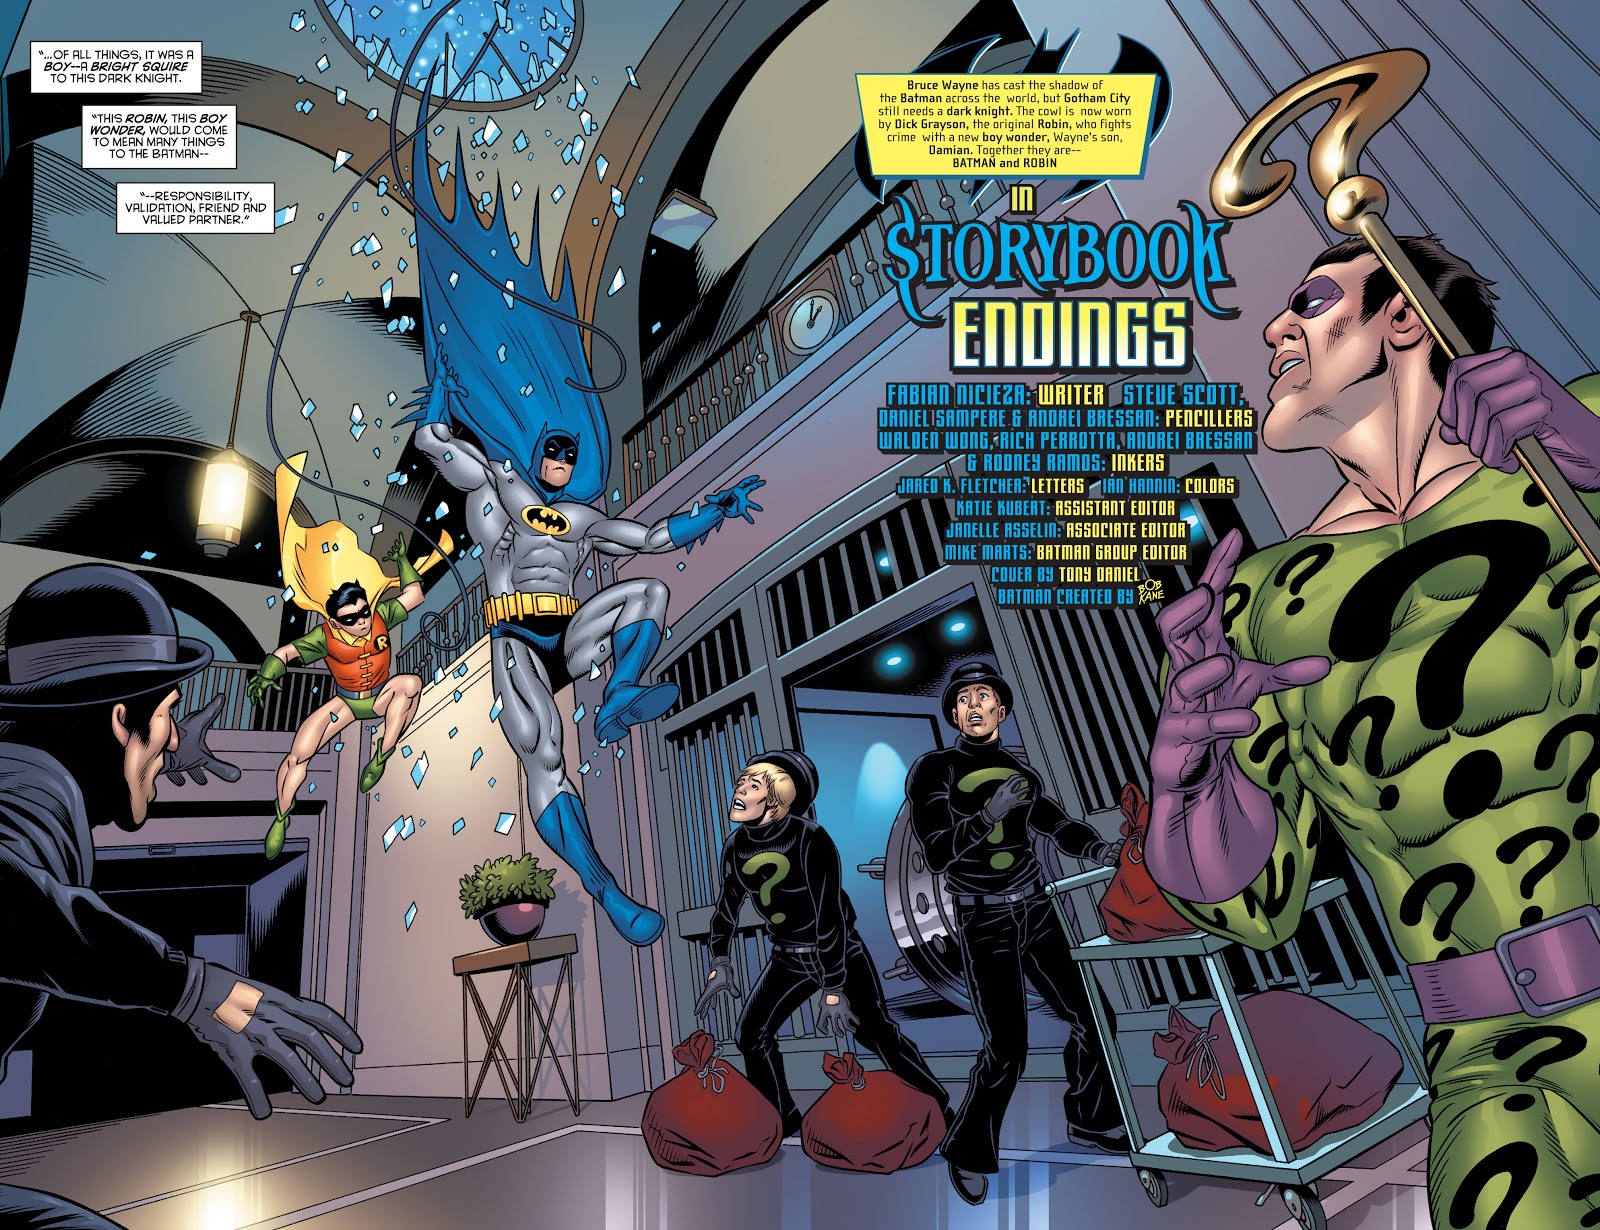 "...OF ALL THINGS, IT WAS A
BOY--A BRIGHT SQUIRE
TO THIS DARK KNIGHT.
"THIS ROBIN, THIS BOY
WONDER, WOULD COME
TO MEAN MANY THINGS
TO THE BATMAN--
"--RESPONSIBILITY,
VALIDATION, FRIEND AND
VALUED PARTNER."
Bruce Wayne has cast the shadow of
the Batman across the world, but Gotham City
still needs a dark knight. The cowl is now worn
by Dick Grayson, the original Robin, who fights
crime with a new boy wonder, Wayne's son,
Damian. Together they are--
BATMAN and ROBIN
IN
STORYBOOK
ENDINGS
FABIAN NICIEZA: WRITER STEVE SCOTT,
DANIEL SAMPERE & ANDREI BRESSAN: PENCILLERS
WALDEN WONG, RICH PERROTTA, ANDREI BRESSAN
& RODNEY RAMOS: INKERS
JARED K. FLETCHER: LETTERS IAN HANNIN: COLORS
KATIE KUBERT: ASSISTANT EDITOR
JANELLE ASSELIN: ASSOCIATE EDITOR
MIKE MARTS: BATMAN GROUP EDITOR
COVER BY TONY DANIEL
BATMAN CREATED BY BOB KANE
R
?
?
?